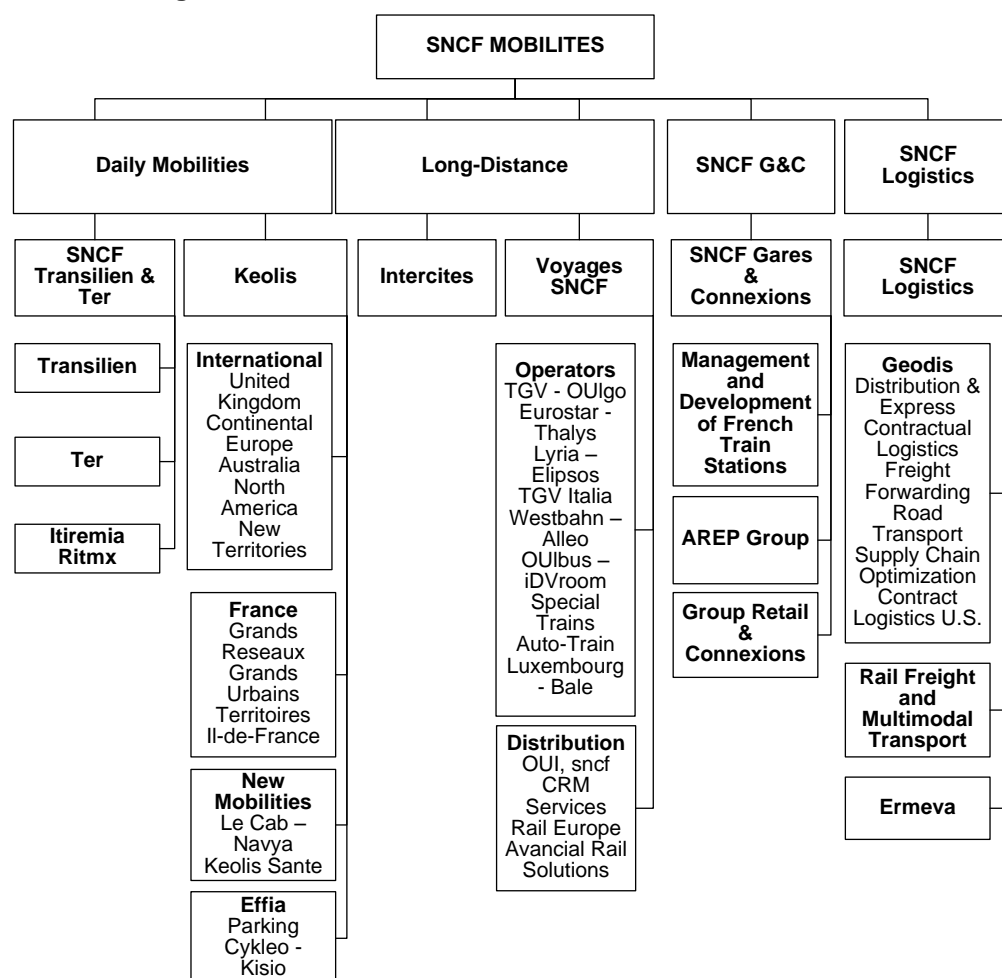 SNCF MOBILITES
Daily Mobilities
Long-Distance
SNCF G&C
SNCF
Logistics
SNCF
Transilien &
Ter
Keolis
Intercites
Voyages
SNCF
SNCF Gares
&
Connexions
SNCF
Logistics
Transilien
Ter
Itiremia
Ritmx
International
United
Kingdom
Continental
Europe
Australia
North
America
New
Territories
France
Grands
Reseaux
Grands
Urbains
Territoires
Il-de-France
New
Mobilities
Le Cab –
Navya
Keolis Sante
Effia
Parking
Cykleo -
Kisio
Operators
TGV - OUIgo
Eurostar -
Thalys
Lyria –
Elipsos
TGV Italia
Westbahn –
Alleo
OUIbus –
iDVroom
Special
Trains
Auto-Train
Luxembourg
- Bale
Distribution
OUI, sncf
CRM
Services
Rail Europe
Avancial Rail
Solutions
Management
and
Development
of French
Train
Stations
AREP Group
Group Retail
&
Connexions
Geodis
Distribution &
Express
Contractual
Logistics
Freight
Forwarding
Road
Transport
Supply Chain
Optimization
Contract
Logistics U.S.
Rail Freight
and
Multimodal
Transport
Ermeva